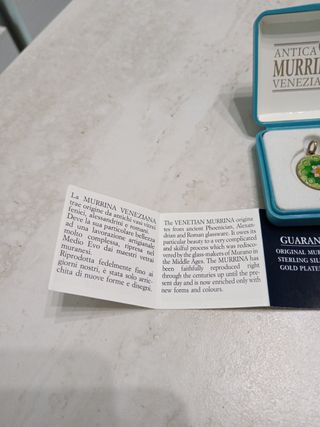 ANTICA
MURRINA
VENEZIA
La MURRINA VENEZIANA
trae origine da antichi vasi vitrei
fenici, alessandrini e romani.
Deve la sua particolare bellezza
ad una lavorazione artigianale
molto complessa, ripresa nel
Medio Evo dai maestri vetrai
muranesi.
Riprodotta fedelmente fino ai
giorni nostri, è stata solo arric-
chita di nuove forme e disegni.
The VENETIAN MURRINA origina
tes from ancient Phoenician, Alexan-
drian and Roman glassware. It owes its
particular beauty to a very complicated
and skilful process which was redisco-
vered by the glass-makers of Murano in
the Middle Ages. The MURRINA has
been faithfully reproduced right
through the centuries up until the pre-
sent day and is now enriched only with
new forms and colours.
GUARAN
ORIGINAL MUR
STERLING SIL
GOLD PLATE